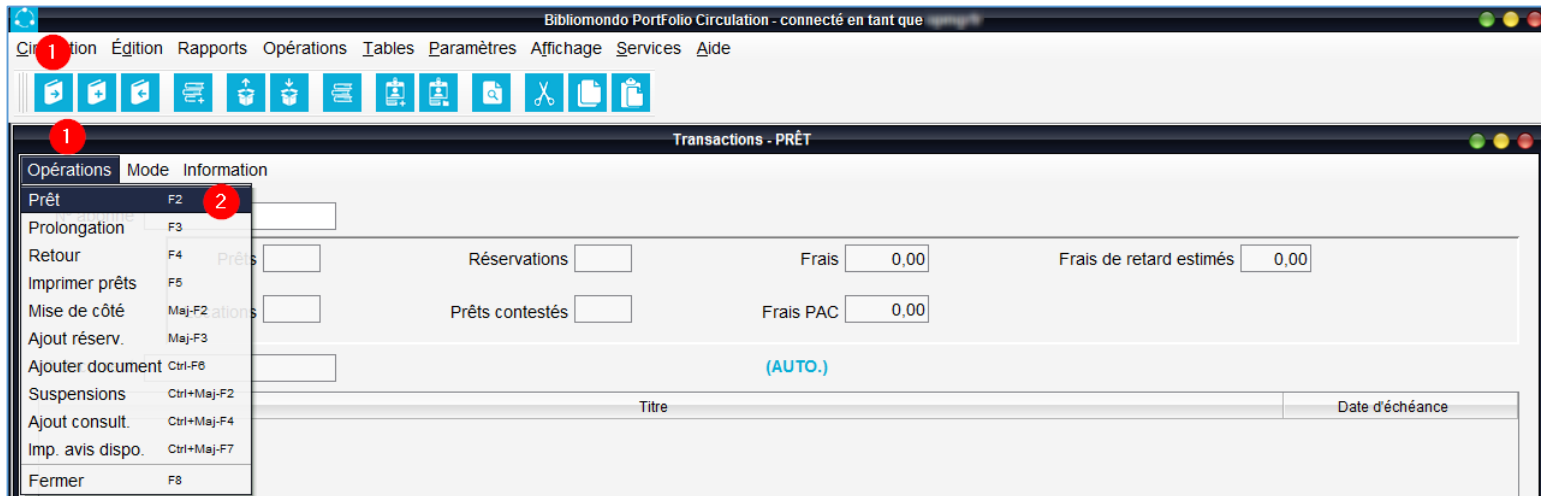 Bibliomondo PortFolio Circulation - connecté en tant que
1
Édition Rapports Opérations Tables Paramètres Affichage Services Aide
1
Transactions - PRÊT
Opérations Mode Information
Prêt F2 2
N° abonné
Prolongation F3
Retour F4 Prêts Réservations Frais 0,00 Frais de retard estimés 0,00
Imprimer prêts F5
Mise de côté Maj-F2 Prêts contestés Frais PAC 0,00
Ajout réserv. Maj-F3
Ajouter document Ctrl-F6 (AUTO.)
Suspensions Ctrl+Maj-F2
Titre Date d'échéance
Ajout consult. Ctrl+Maj-F4
Imp. avis dispo. Ctrl+Maj-F7
Fermer F8